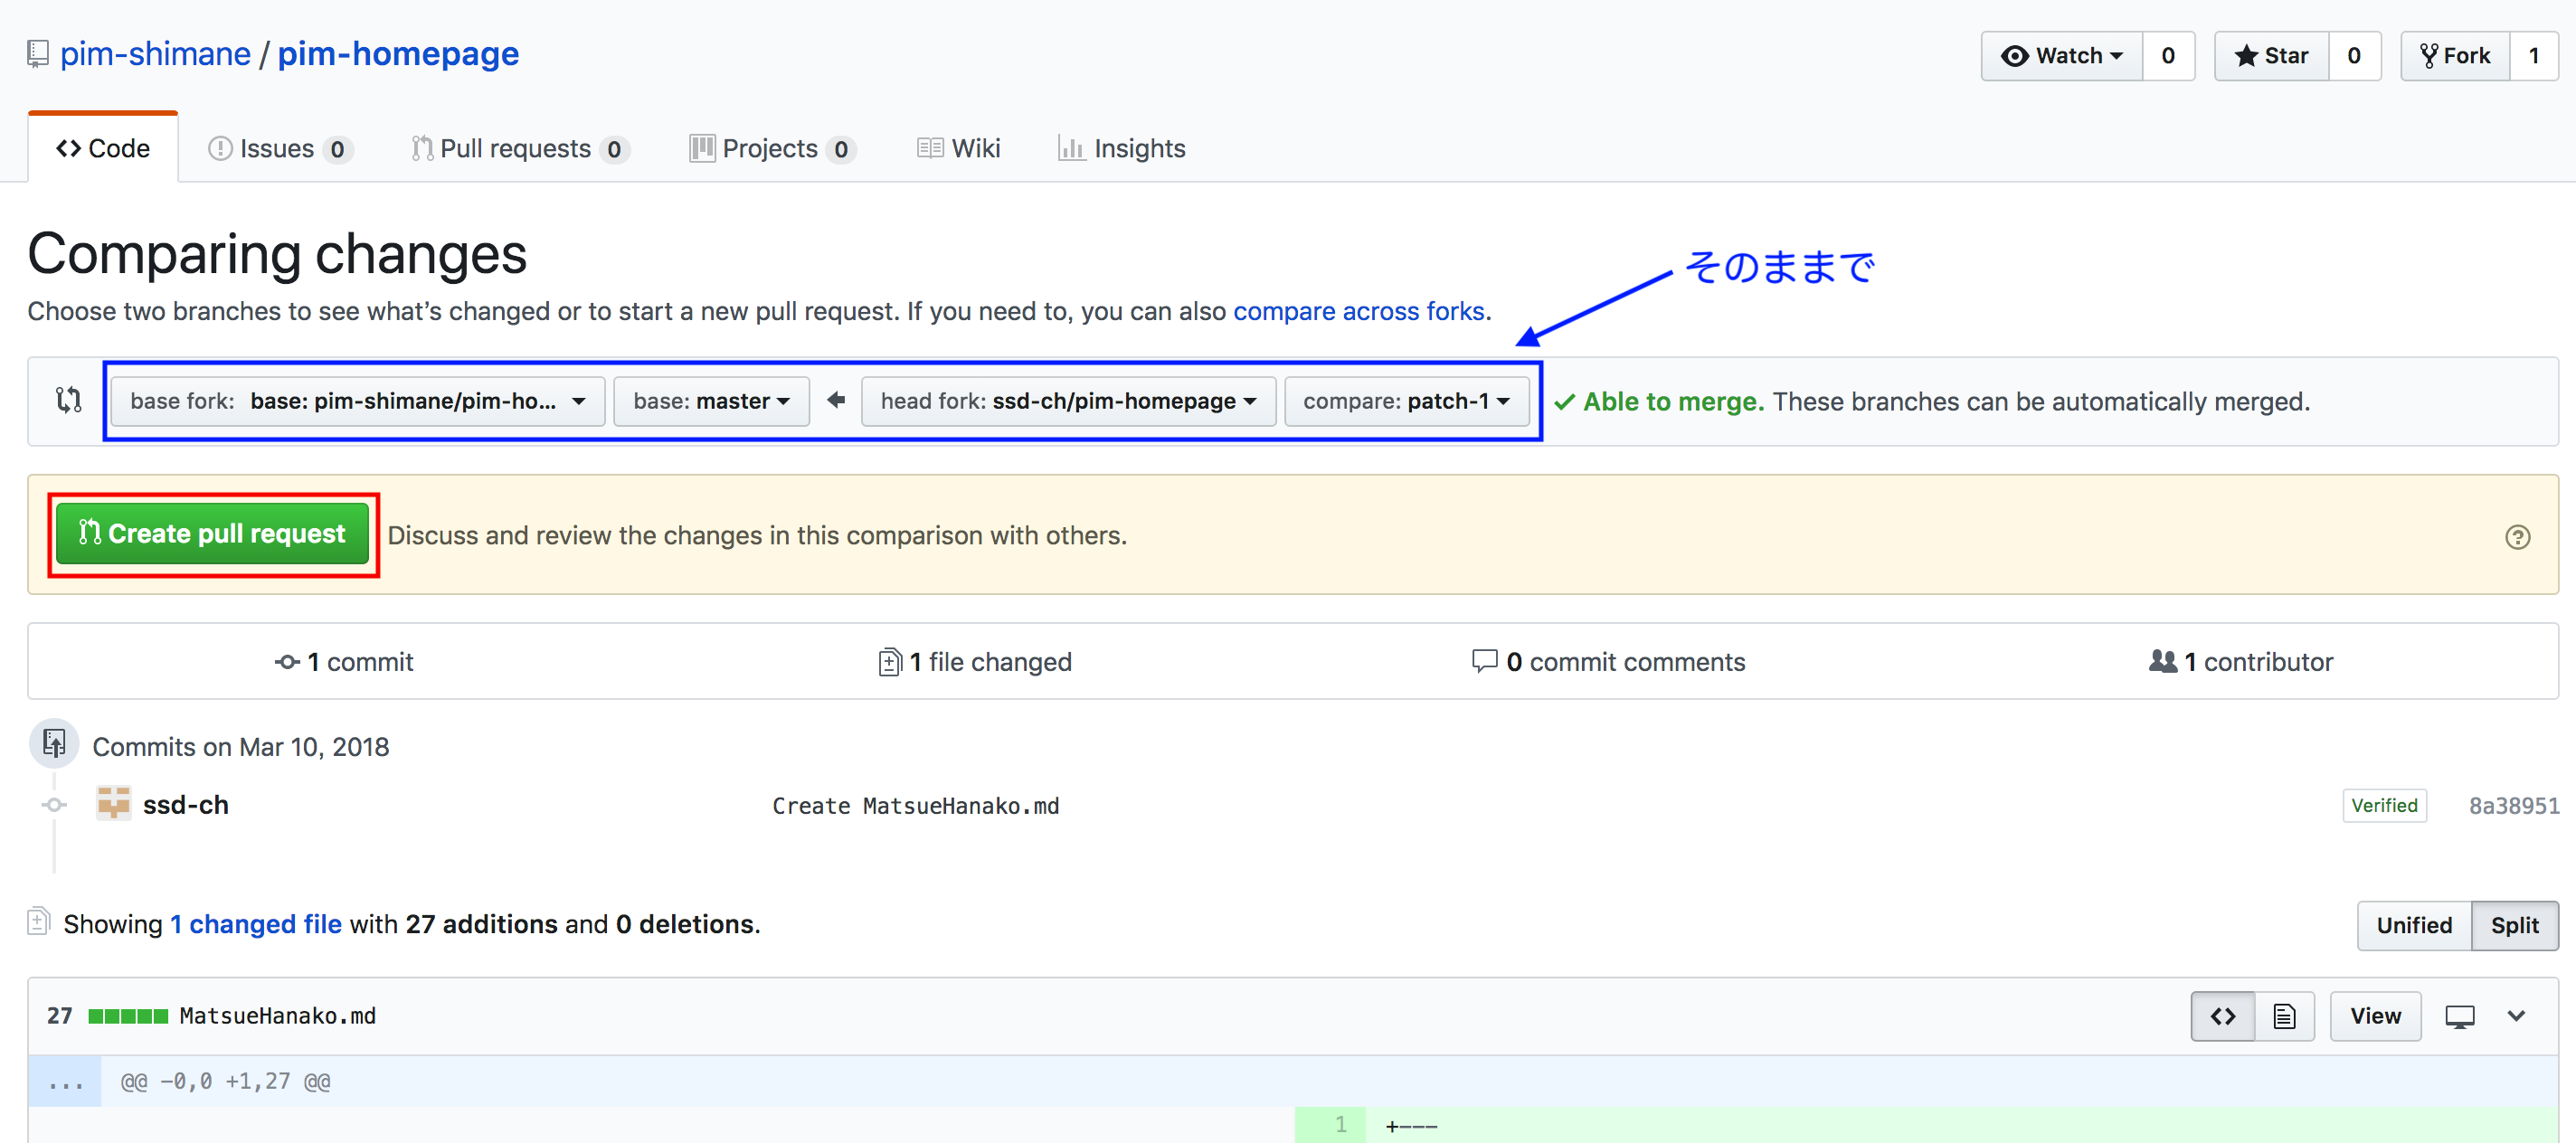 pim-shimane / pim-homepage
Watch 0 Star 0 Fork 1
Code Issues 0 Pull requests 0 Projects 0 Wiki Insights
Comparing changes
そのままで
Choose two branches to see what’s changed or to start a new pull request. If you need to, you can also compare across forks.
base fork: base: pim-shimane/pim-ho... base: master head fork: ssd-ch/pim-homepage compare: patch-1 Able to merge. These branches can be automatically merged.
Create pull request Discuss and review the changes in this comparison with others.
1 commit 1 file changed 0 commit comments 1 contributor
Commits on Mar 10, 2018
ssd-ch Create MatsueHanako.md Verified 8a38951
Showing 1 changed file with 27 additions and 0 deletions.
Unified Split
27 MatsueHanako.md View
... @@ -0,0 +1,27 @@
1 +---